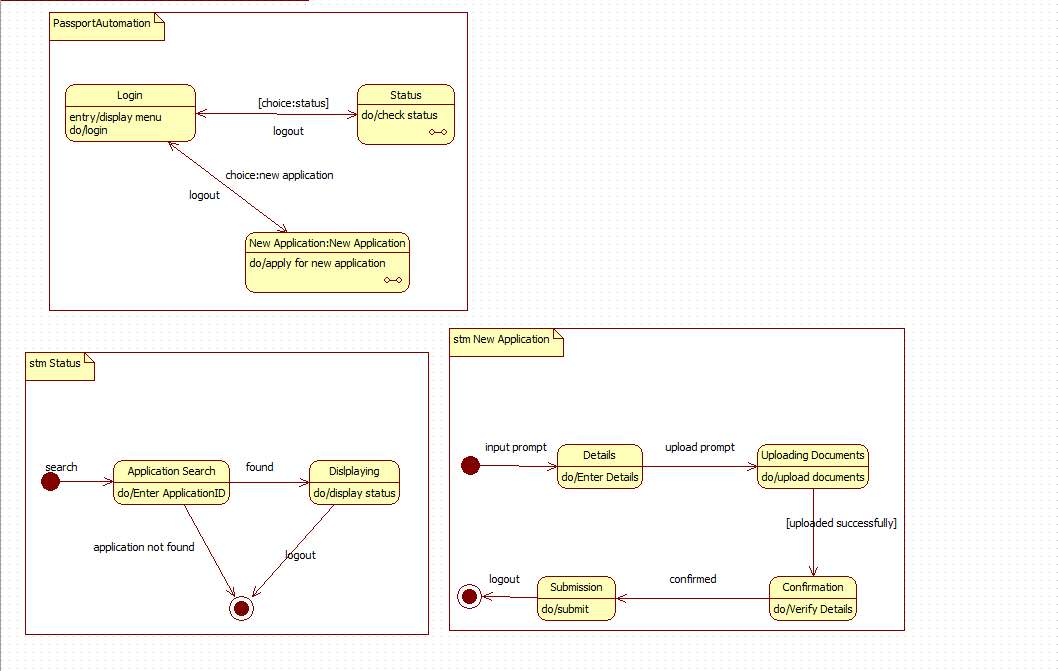 PassportAutomation
Login
entry/display menu
do/login
[choice:status]
logout
Status
do/check status
choice:new application
logout
New Application:New Application
do/apply for new application
stm Status
search
Application Search
do/Enter ApplicationID
found
Dislplaying
do/display status
application not found
logout
stm New Application
input prompt
Details
do/Enter Details
upload prompt
Uploading Documents
do/upload documents
[uploaded successfully]
Confirmation
do/Verify Details
confirmed
Submission
do/submit
logout